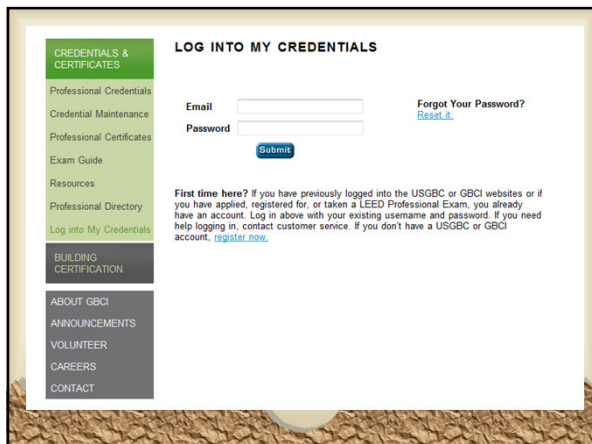 CREDENTIALS &
CERTIFICATES
Professional Credentials
Credential Maintenance
Professional Certificates
Exam Guide
Resources
Professional Directory
Log into My Credentials
BUILDING
CERTIFICATION
ABOUT GBCI
ANNOUNCEMENTS
VOLUNTEER
CAREERS
CONTACT
LOG INTO MY CREDENTIALS
Email
Password
Submit
Forgot Your Password?
Reset it.
First time here? If you have previously logged into the USGBC or GBCI websites or if
you have applied, registered for, or taken a LEED Professional Exam, you already
have an account. Log in above with your existing username and password. If you need
help logging in, contact customer service. If you don't have a USGBC or GBCI
account, register now.